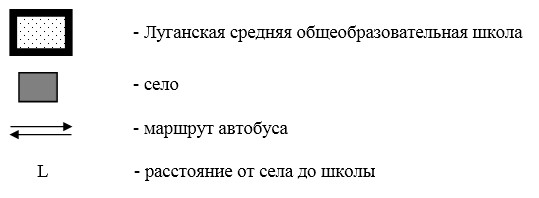 - Луганская средняя общеобразовательная школа
- село
- маршрут автобуса
L - расстояние от села до школы